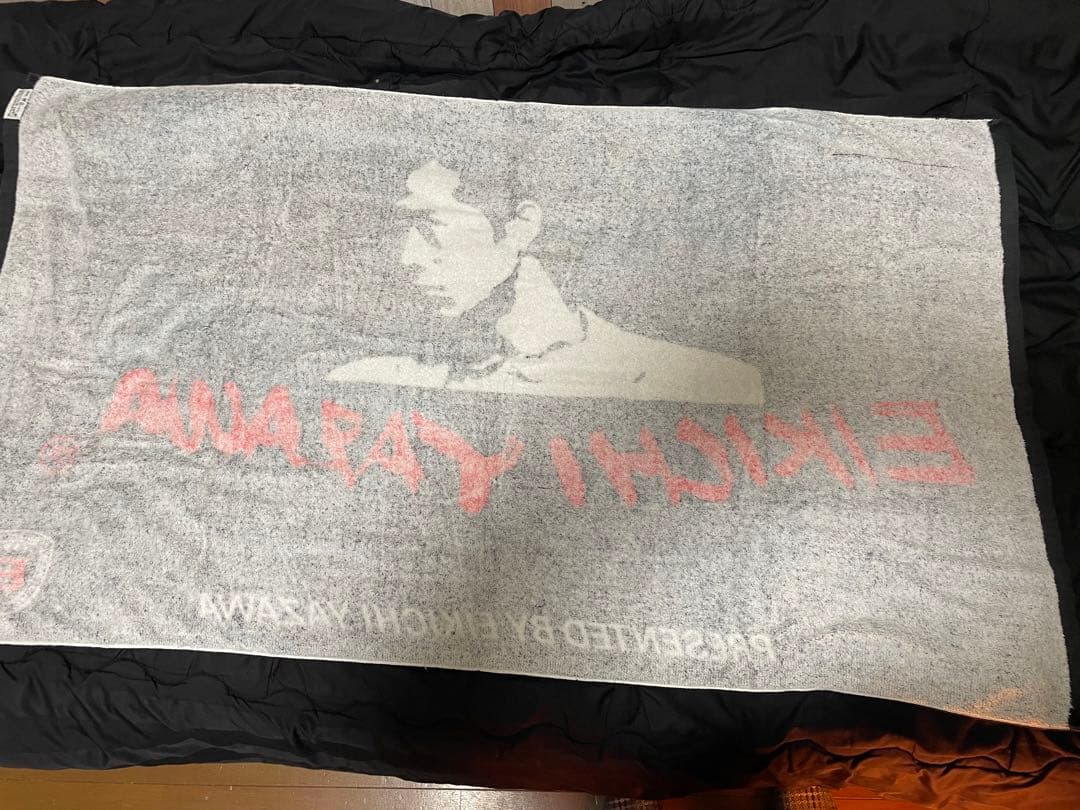 EIKICHI YAZAWA
®
E
PRESENTED BY EIKICHI YAZAWA